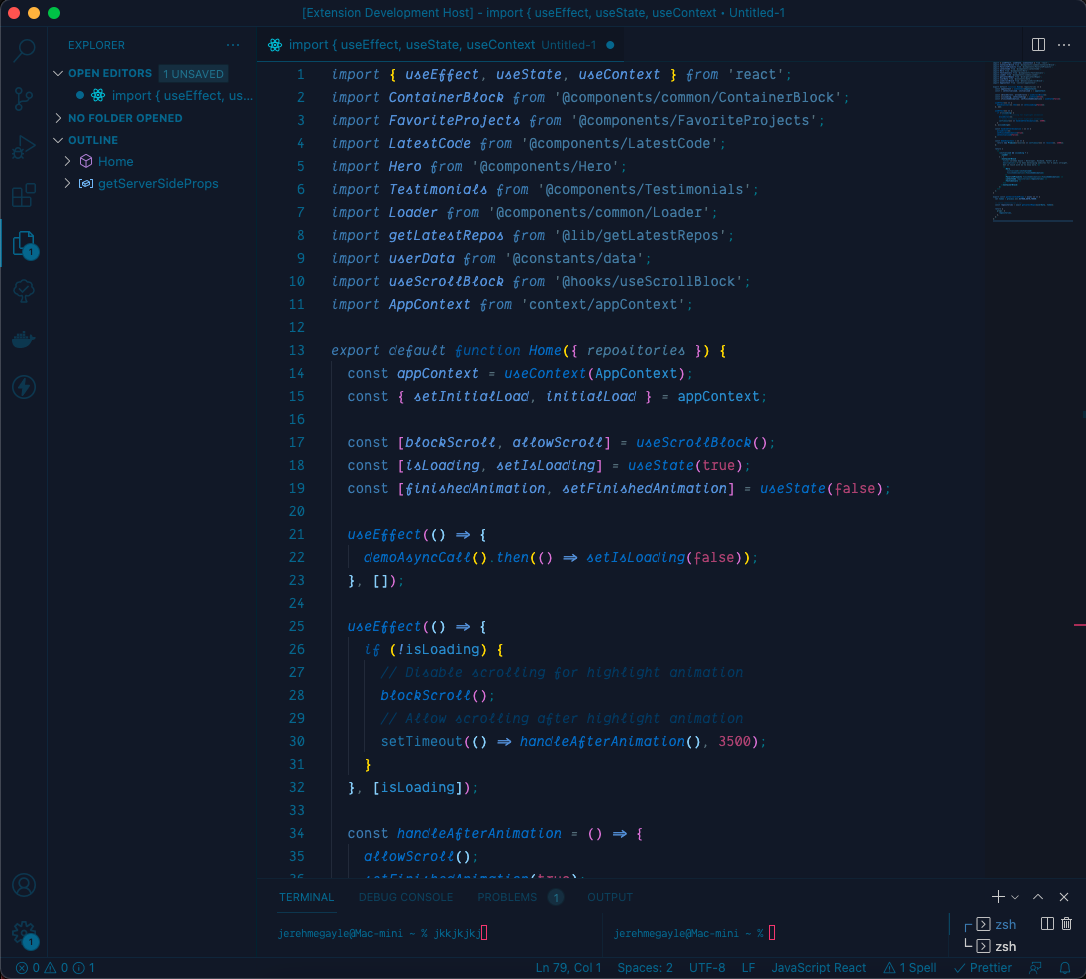 [Extension Development Host] - import { useEffect, useState, useContext • Untitled-1
EXPLORER
OPEN EDITORS 1 UNSAVED
import { useEffect, us...
NO FOLDER OPENED
OUTLINE
Home
getServerSideProps
1
1
import { useEffect, useState, useContext Untitled-1
1 import { useEffect, useState, useContext } from 'react';
2 import ContainerBlock from '@components/common/ContainerBlock';
3 import FavoriteProjects from '@components/FavoriteProjects';
4 import LatestCode from '@components/LatestCode';
5 import Hero from '@components/Hero';
6 import Testimonials from '@components/Testimonials';
7 import Loader from '@components/common/Loader';
8 import getLatestRepos from '@lib/getLatestRepos';
9 import userData from '@constants/data';
10 import useScrollBlock from '@hooks/useScrollBlock';
11 import AppContext from 'context/appContext';
12
13 export default function Home({ repositories }) {
14 const appContext = useContext(AppContext);
15 const { setInitialLoad, initialLoad } = appContext;
16
17 const [blockScroll, allowScroll] = useScrollBlock();
18 const [isLoading, setIsLoading] = useState(true);
19 const [finishedAnimation, setFinishedAnimation] = useState(false);
20
21 useEffect(() => {
22 demoAsyncCall().then(() => setIsLoading(false));
23 }, []);
24
25 useEffect(() => {
26 if (!isLoading) {
27 // Disable scrolling for highlight animation
28 blockScroll();
29 // Allow scrolling after highlight animation
30 setTimeout(() => handleAfterAnimation(), 3500);
31 }
32 }, [isLoading]);
33
34 const handleAfterAnimation = () => {
35 allowScroll();
TERMINAL DEBUG CONSOLE PROBLEMS 1 OUTPUT
jerehmegayle@Mac-mini ~ % jkkjkjkj
jerehmegayle@Mac-mini ~ %
zsh
zsh
0 0 1
Ln 79, Col 1 Spaces: 2 UTF-8 LF JavaScript React 1 Spell Prettier